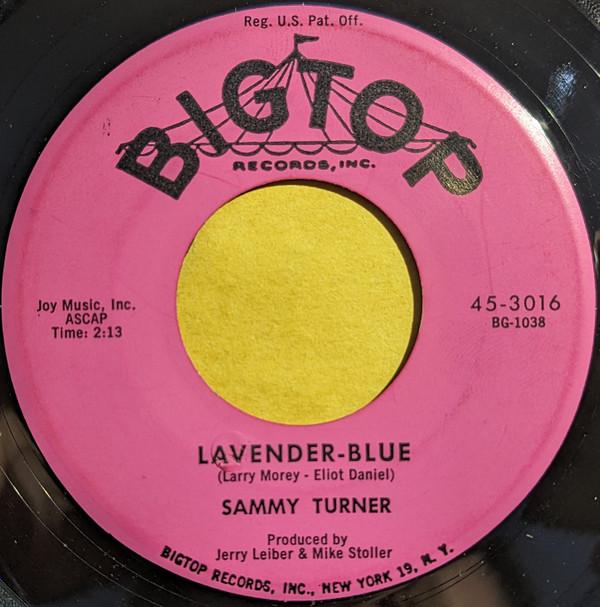 Reg. U.S. Pat. Off.
BIGTOP
RECORDS, INC.
Joy Music, Inc.
ASCAP
Time: 2:13
45-3016
BG-1038
LAVENDER-BLUE
(Larry Morey - Eliot Daniel)
SAMMY TURNER
Produced by
Jerry Leiber & Mike Stoller
BIGTOP RECORDS, INC., NEW YORK 19, N. Y.